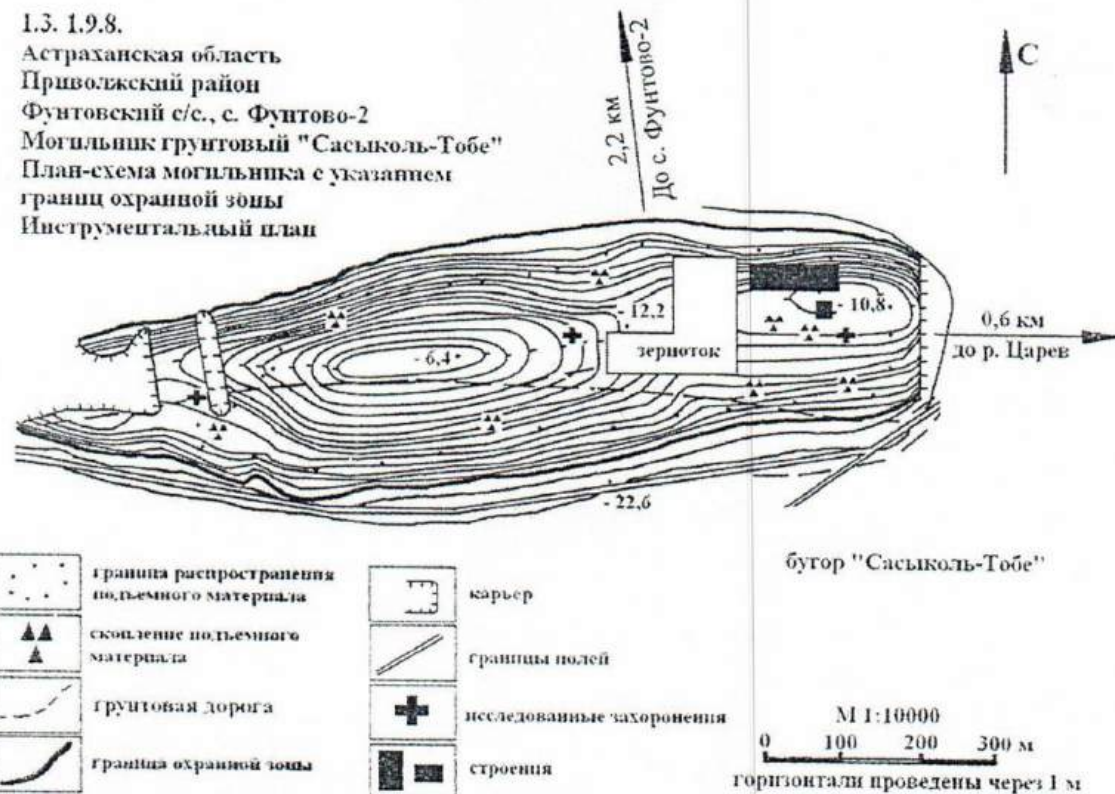 1.3. 1.9.8.
Астраханская область
Приволжский район
Фунтовский с/с., с. Фунтово-2
Могильник грунтовый "Сасыколь-Тобе"
План-схема могильника с указанием
границ охранной зоны
Инструментальный план
2,2 км
До с. Фунтово-2
С
- 12,2
- 10,8
- 6,4
зерноток
0,6 км
до р. Царев
- 22,6
бугор "Сасыколь-Тобе"
граница распространения
подъемного материала
скопление подъемного
материала
грунтовая дорога
граница охранной зоны
карьер
границы полей
исследованные захоронения
строения
М 1:10000
0 100 200 300 м
горизонтали проведены через 1 м